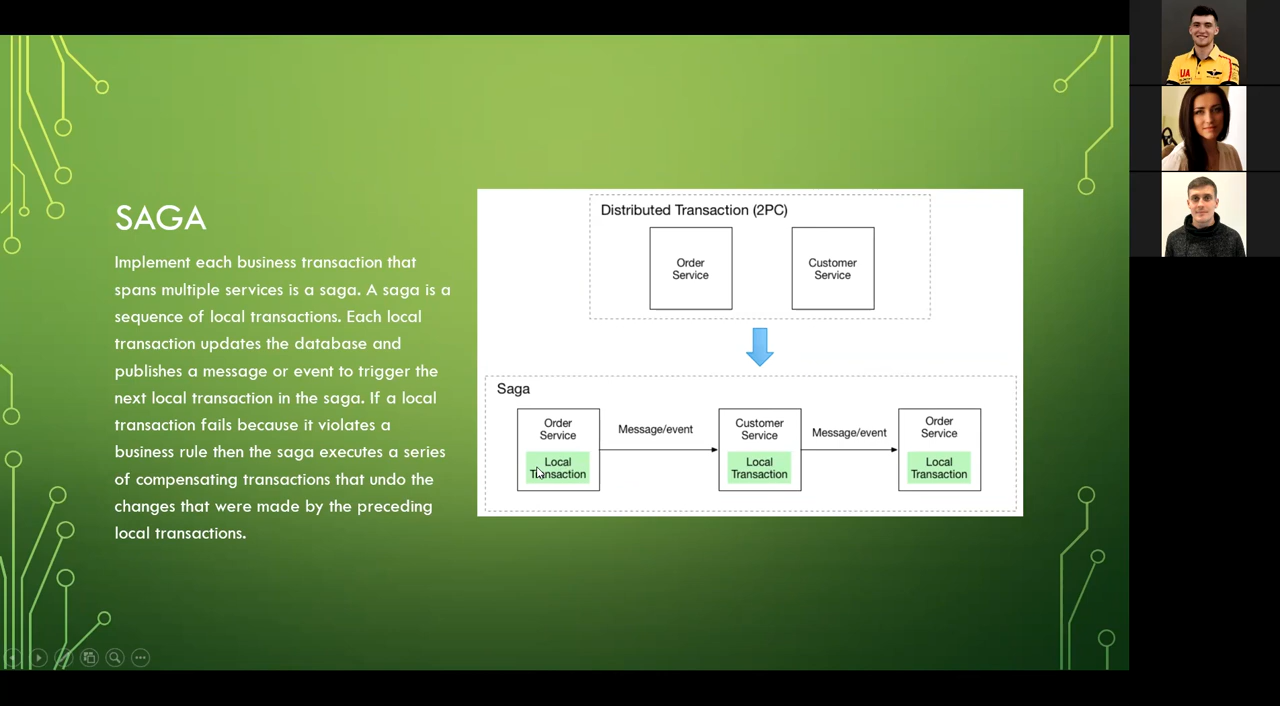 SAGA
Implement each business transaction that
spans multiple services is a saga. A saga is a
sequence of local transactions. Each local
transaction updates the database and
publishes a message or event to trigger the
next local transaction in the saga. If a local
transaction fails because it violates a
business rule then the saga executes a series
of compensating transactions that undo the
changes that were made by the preceding
local transactions.
Distributed Transaction (2PC)
Order
Service
Customer
Service
Saga
Order
Service
Local
Transaction
Message/event
Customer
Service
Local
Transaction
Message/event
Order
Service
Local
Transaction
UA